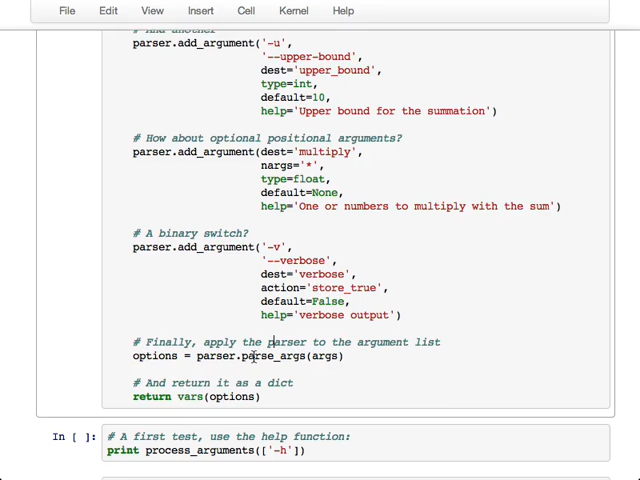 File Edit View Insert Cell Kernel Help
# And another
parser.add_argument('-u',
'--upper-bound',
dest='upper_bound',
type=int,
default=10,
help='Upper bound for the summation')
# How about optional positional arguments?
parser.add_argument(dest='multiply',
nargs='*',
type=float,
default=None,
help='One or numbers to multiply with the sum')
# A binary switch?
parser.add_argument('-v',
'--verbose',
dest='verbose',
action='store_true',
default=False,
help='verbose output')
# Finally, apply the parser to the argument list
options = parser.parse_args(args)
# And return it as a dict
return vars(options)
In [ ]: # A first test, use the help function:
print process_arguments(['-h'])